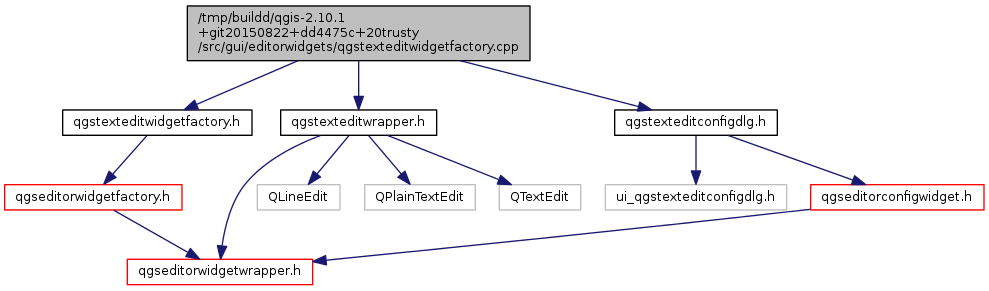 /tmp/buildd/qgis-2.10.1
+git20150822+dd4475c+20trusty
/src/gui/editorwidgets/qgstexteditwidgetfactory.cpp
qgstexteditwidgetfactory.h
qgstexteditwrapper.h
qgstexteditconfigdlg.h
qgseditorwidgetfactory.h
QLineEdit
QPlainTextEdit
QTextEdit
ui_qgstexteditconfigdlg.h
qgseditorconfigwidget.h
qgseditorwidgetwrapper.h